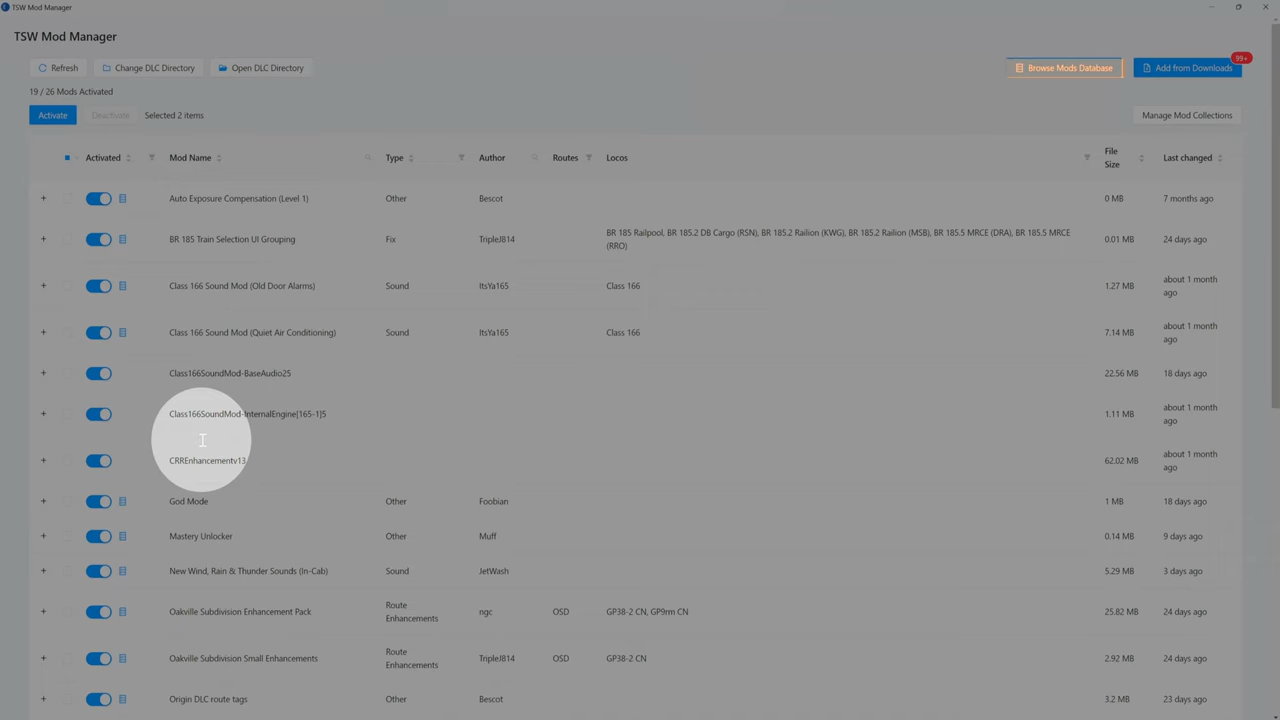 TSW Mod Manager
TSW Mod Manager
Refresh Change DLC Directory Open DLC Directory Browse Mods Database Add from Downloads 99+
19 / 26 Mods Activated
Activate Deactivate Selected 2 items Manage Mod Collections
Activated Mod Name Type Author Routes Locos File Size Last changed
+ Auto Exposure Compensation (Level 1) Other Bescot 0 MB 7 months ago
+ BR 185 Train Selection UI Grouping Fix TripleJ814 BR 185 Railpool, BR 185.2 DB Cargo (RSN), BR 185.2 Railion (KWG), BR 185.2 Railion (MSB), BR 185.5 MRCE (DRA), BR 185.5 MRCE 0.01 MB 24 days ago
(RRO)
+ Class 166 Sound Mod (Old Door Alarms) Sound ItsYa165 Class 166 1.27 MB about 1 month
ago
+ Class 166 Sound Mod (Quiet Air Conditioning) Sound ItsYa165 Class 166 7.14 MB about 1 month
ago
+ Class166SoundMod-BaseAudio25 22.56 MB 18 days ago
+ Class166SoundMod-InternalEngine[165-1]5 1.11 MB about 1 month
ago
+ CRREnhancementv13 62.02 MB about 1 month
ago
+ God Mode Other Foobian 1 MB 18 days ago
+ Mastery Unlocker Other Muff 0.14 MB 9 days ago
+ New Wind, Rain & Thunder Sounds (In-Cab) Sound JetWash 5.29 MB 3 days ago
+ Oakville Subdivision Enhancement Pack Route Enhancements ngc OSD GP38-2 CN, GP9rm CN 25.82 MB 24 days ago
+ Oakville Subdivision Small Enhancements Route Enhancements TripleJ814 OSD GP38-2 CN 2.92 MB 24 days ago
+ Origin DLC route tags Other Bescot 3.2 MB 23 days ago